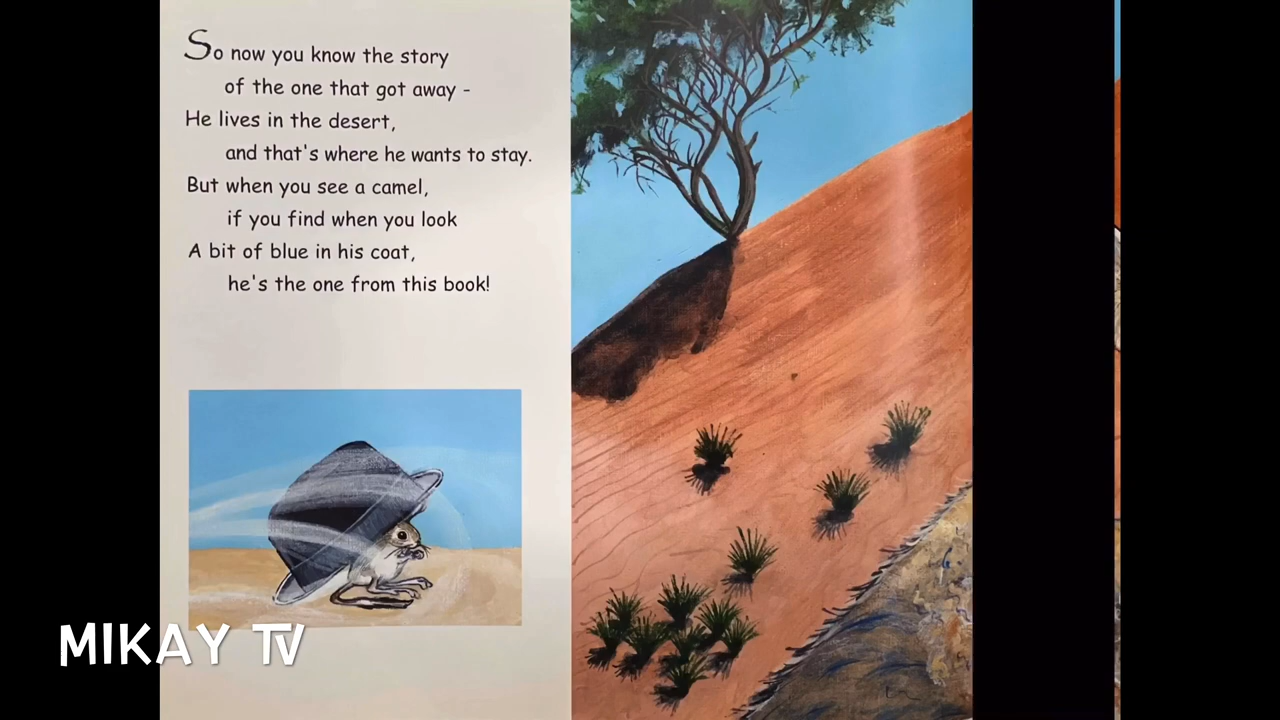 So now you know the story
of the one that got away -
He lives in the desert,
and that's where he wants to stay.
But when you see a camel,
if you find when you look
A bit of blue in his coat,
he's the one from this book!
MIKAY TV